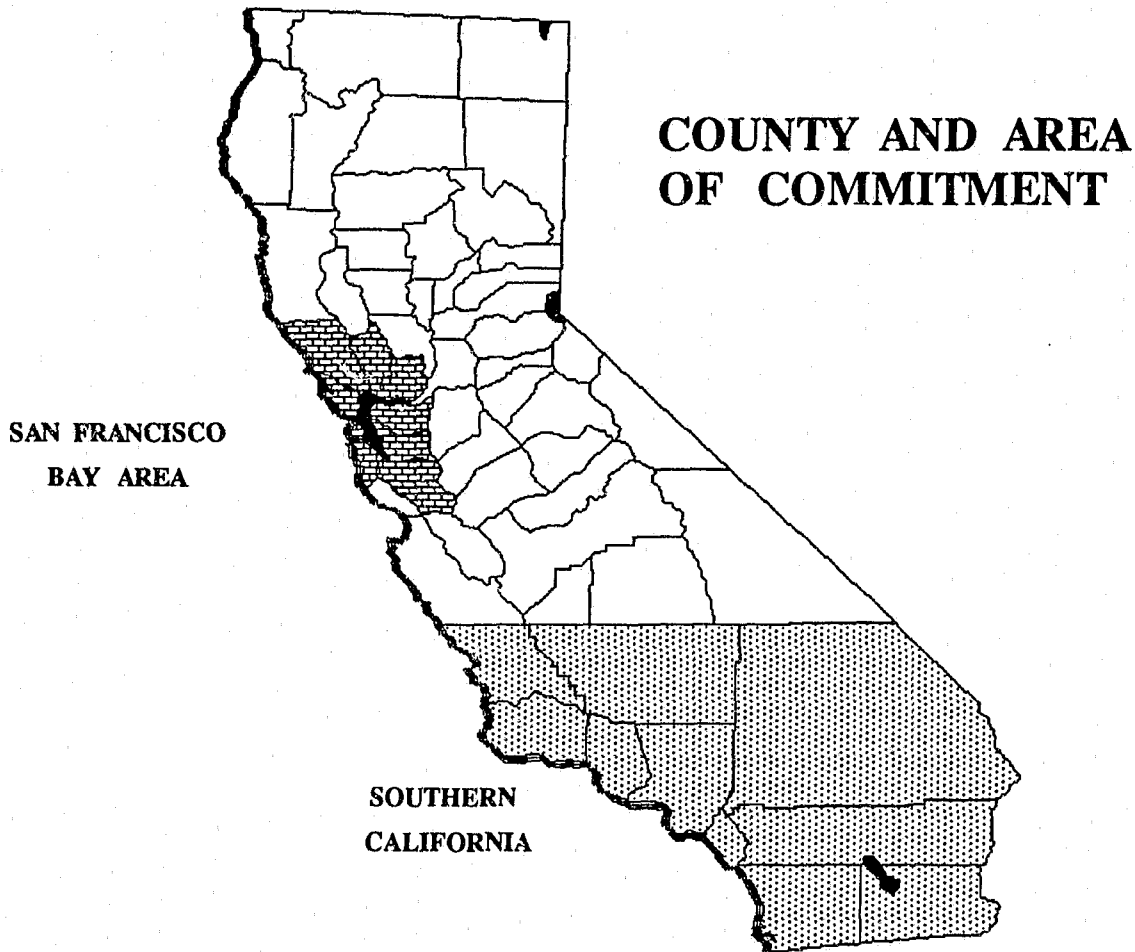 COUNTY AND AREA
OF COMMITMENT
SAN FRANCISCO
BAY AREA
SOUTHERN
CALIFORNIA